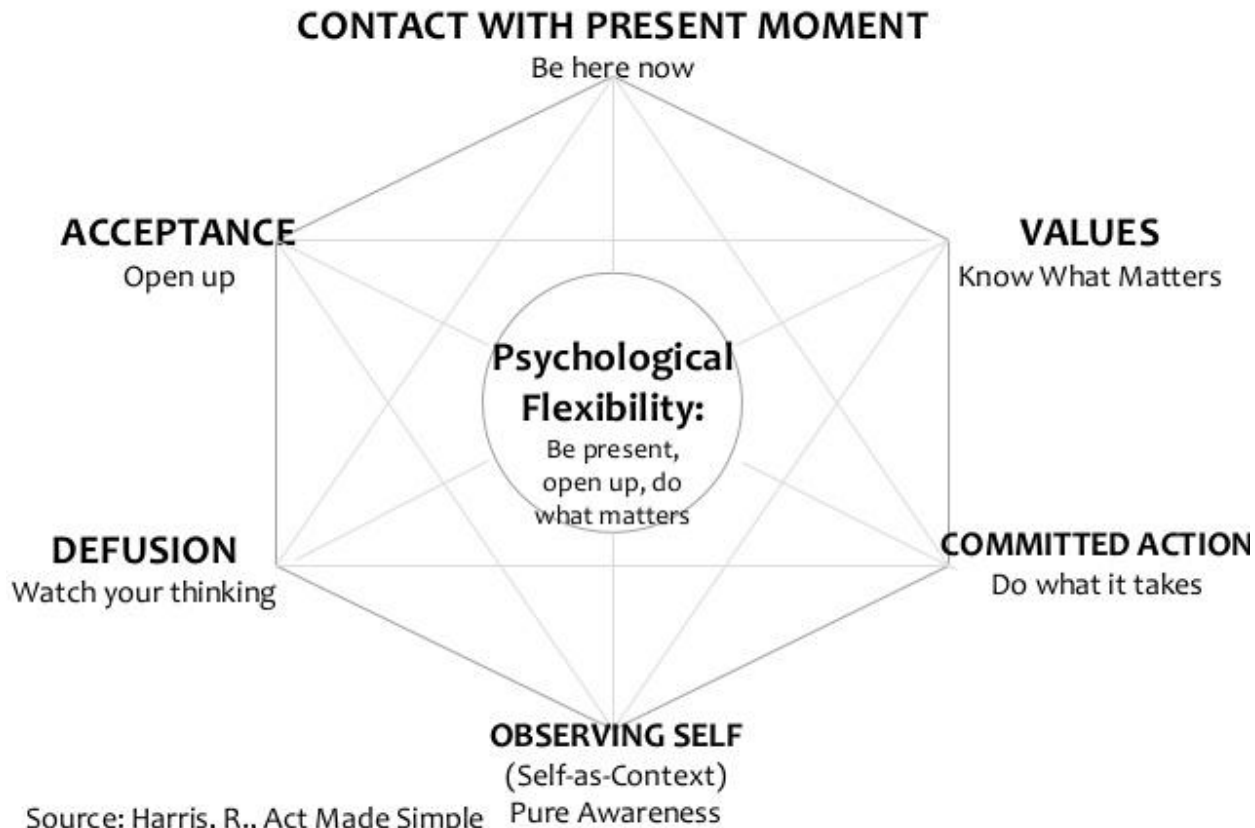 CONTACT WITH PRESENT MOMENT
Be here now
ACCEPTANCE
Open up
VALUES
Know What Matters
Psychological
Flexibility:
Be present,
open up, do
what matters
DEFUSION
Watch your thinking
COMMITTED ACTION
Do what it takes
OBSERVING SELF
(Self-as-Context)
Pure Awareness
Source: Harris, R., Act Made Simple